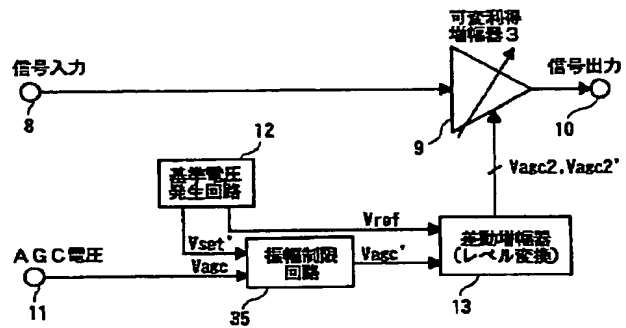 可変利得
増幅器3
信号入力
信号出力
8
9
10
12
基準電圧
発生回路
Vagc2,Vagc2'
Vref
Vset'
AGC電圧
Vagc
振幅制限
回路
Vagc'
差動増幅器
(レベル変換)
11
35
13